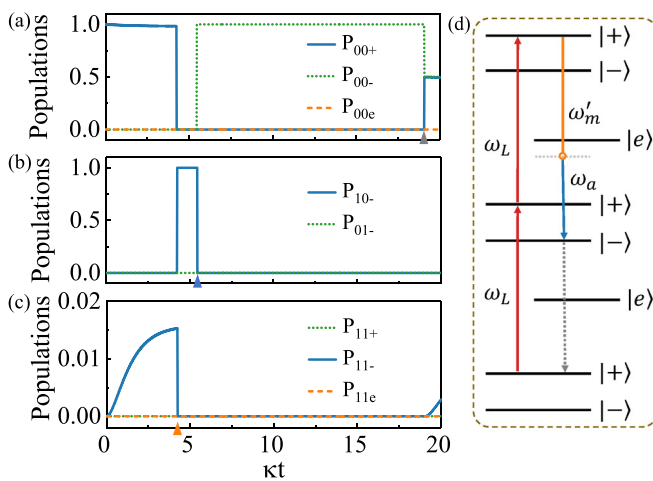 (a)
Populations
1.0
0.5
0.0
P00+
P00-
P00e
(b)
Populations
1.0
0.5
0.0
P10-
P01-
(c)
Populations
0.02
0.01
0.00
P11+
P11-
P11e
0 5 10 15 20
κt
(d)
|+⟩
|−⟩
ω′m
|e⟩
ωL
ωa
|+⟩
|−⟩
ωL
|e⟩
|+⟩
|−⟩